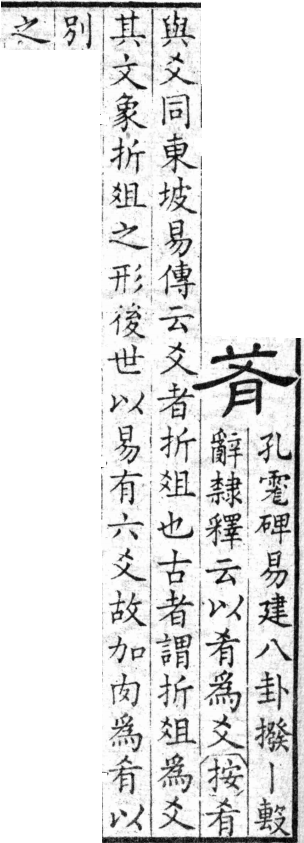 肴
孔霮碑易建八卦撥丨毄
辭隸釋云以肴爲爻按肴
與爻同東坡易傳云爻者折俎也古者謂折俎爲爻
其文象折俎之形後世以易有六爻故加肉爲肴以
別
之